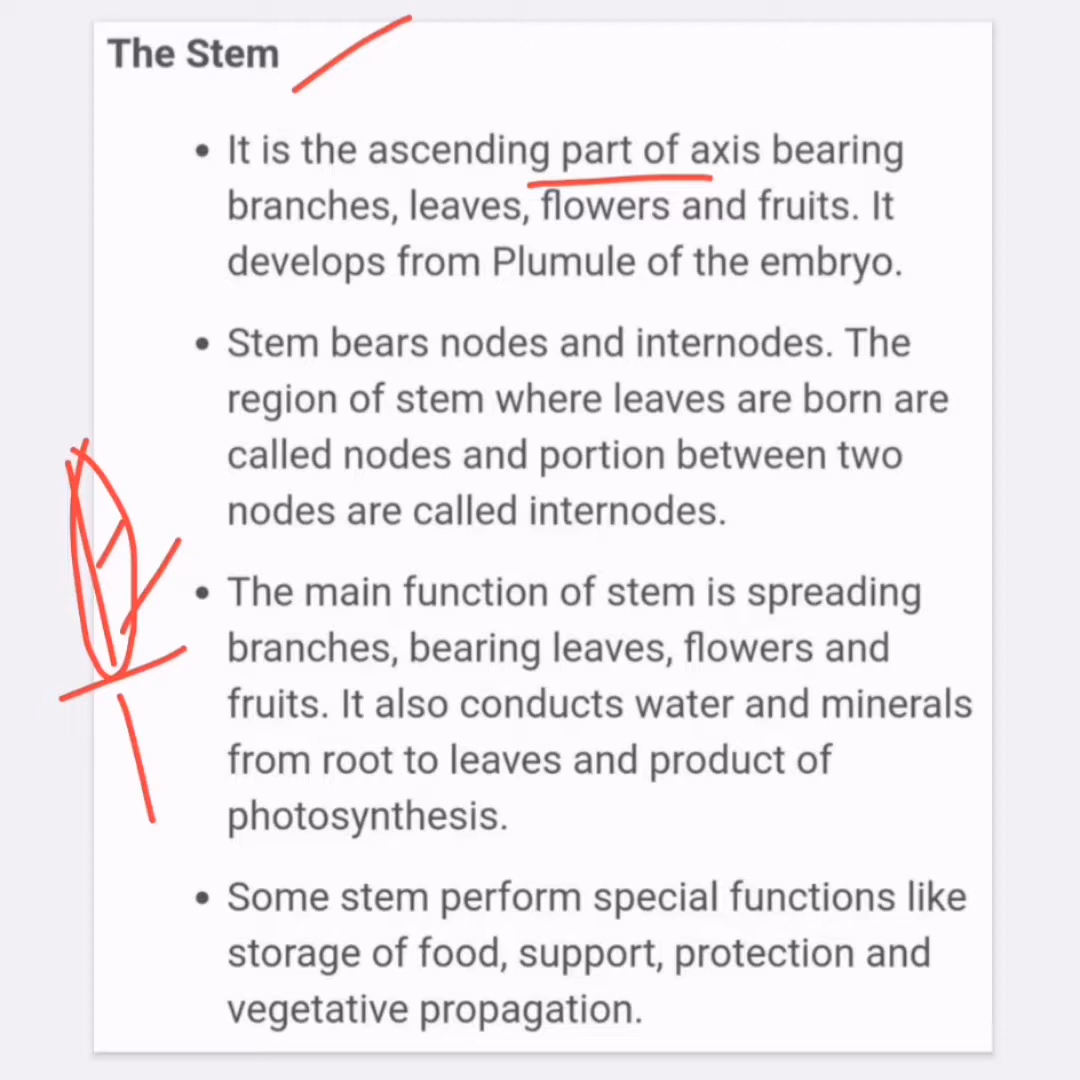 The Stem
• It is the ascending part of axis bearing
branches, leaves, flowers and fruits. It
develops from Plumule of the embryo.
• Stem bears nodes and internodes. The
region of stem where leaves are born are
called nodes and portion between two
nodes are called internodes.
• The main function of stem is spreading
branches, bearing leaves, flowers and
fruits. It also conducts water and minerals
from root to leaves and product of
photosynthesis.
• Some stem perform special functions like
storage of food, support, protection and
vegetative propagation.